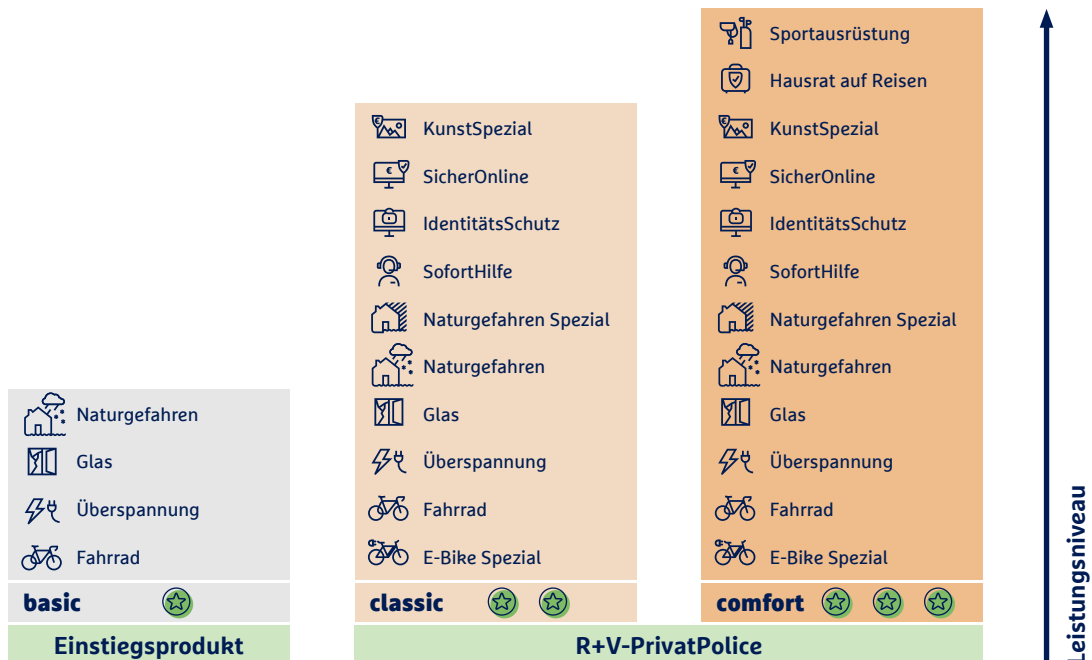 Naturgefahren
Glas
Überspannung
Fahrrad
basic
Einstiegsprodukt
KunstSpezial
SicherOnline
IdentitätsSchutz
SofortHilfe
Naturgefahren Spezial
Naturgefahren
Glas
Überspannung
Fahrrad
E-Bike Spezial
classic
Sportausrüstung
Hausrat auf Reisen
KunstSpezial
SicherOnline
IdentitätsSchutz
SofortHilfe
Naturgefahren Spezial
Naturgefahren
Glas
Überspannung
Fahrrad
E-Bike Spezial
comfort
R+V-PrivatPolice
Leistungsniveau